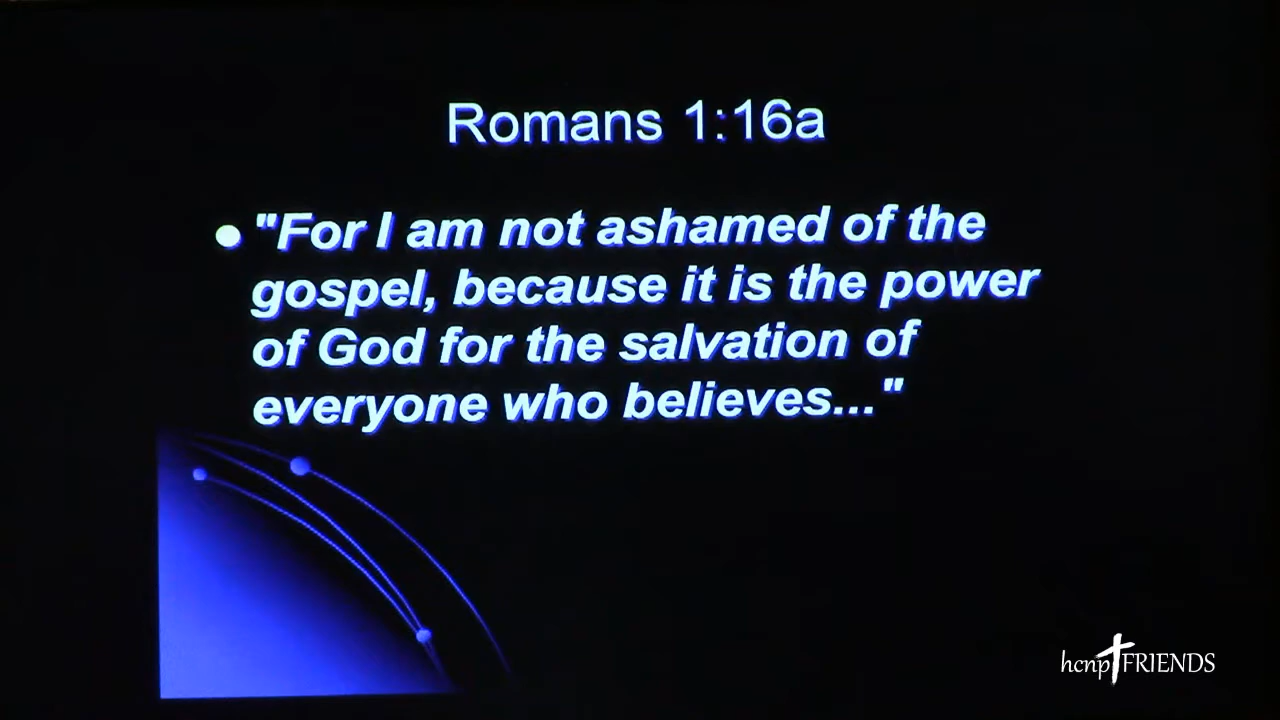 Romans 1:16a
• "For I am not ashamed of the
gospel, because it is the power
of God for the salvation of
everyone who believes..."
hcnp FRIENDS